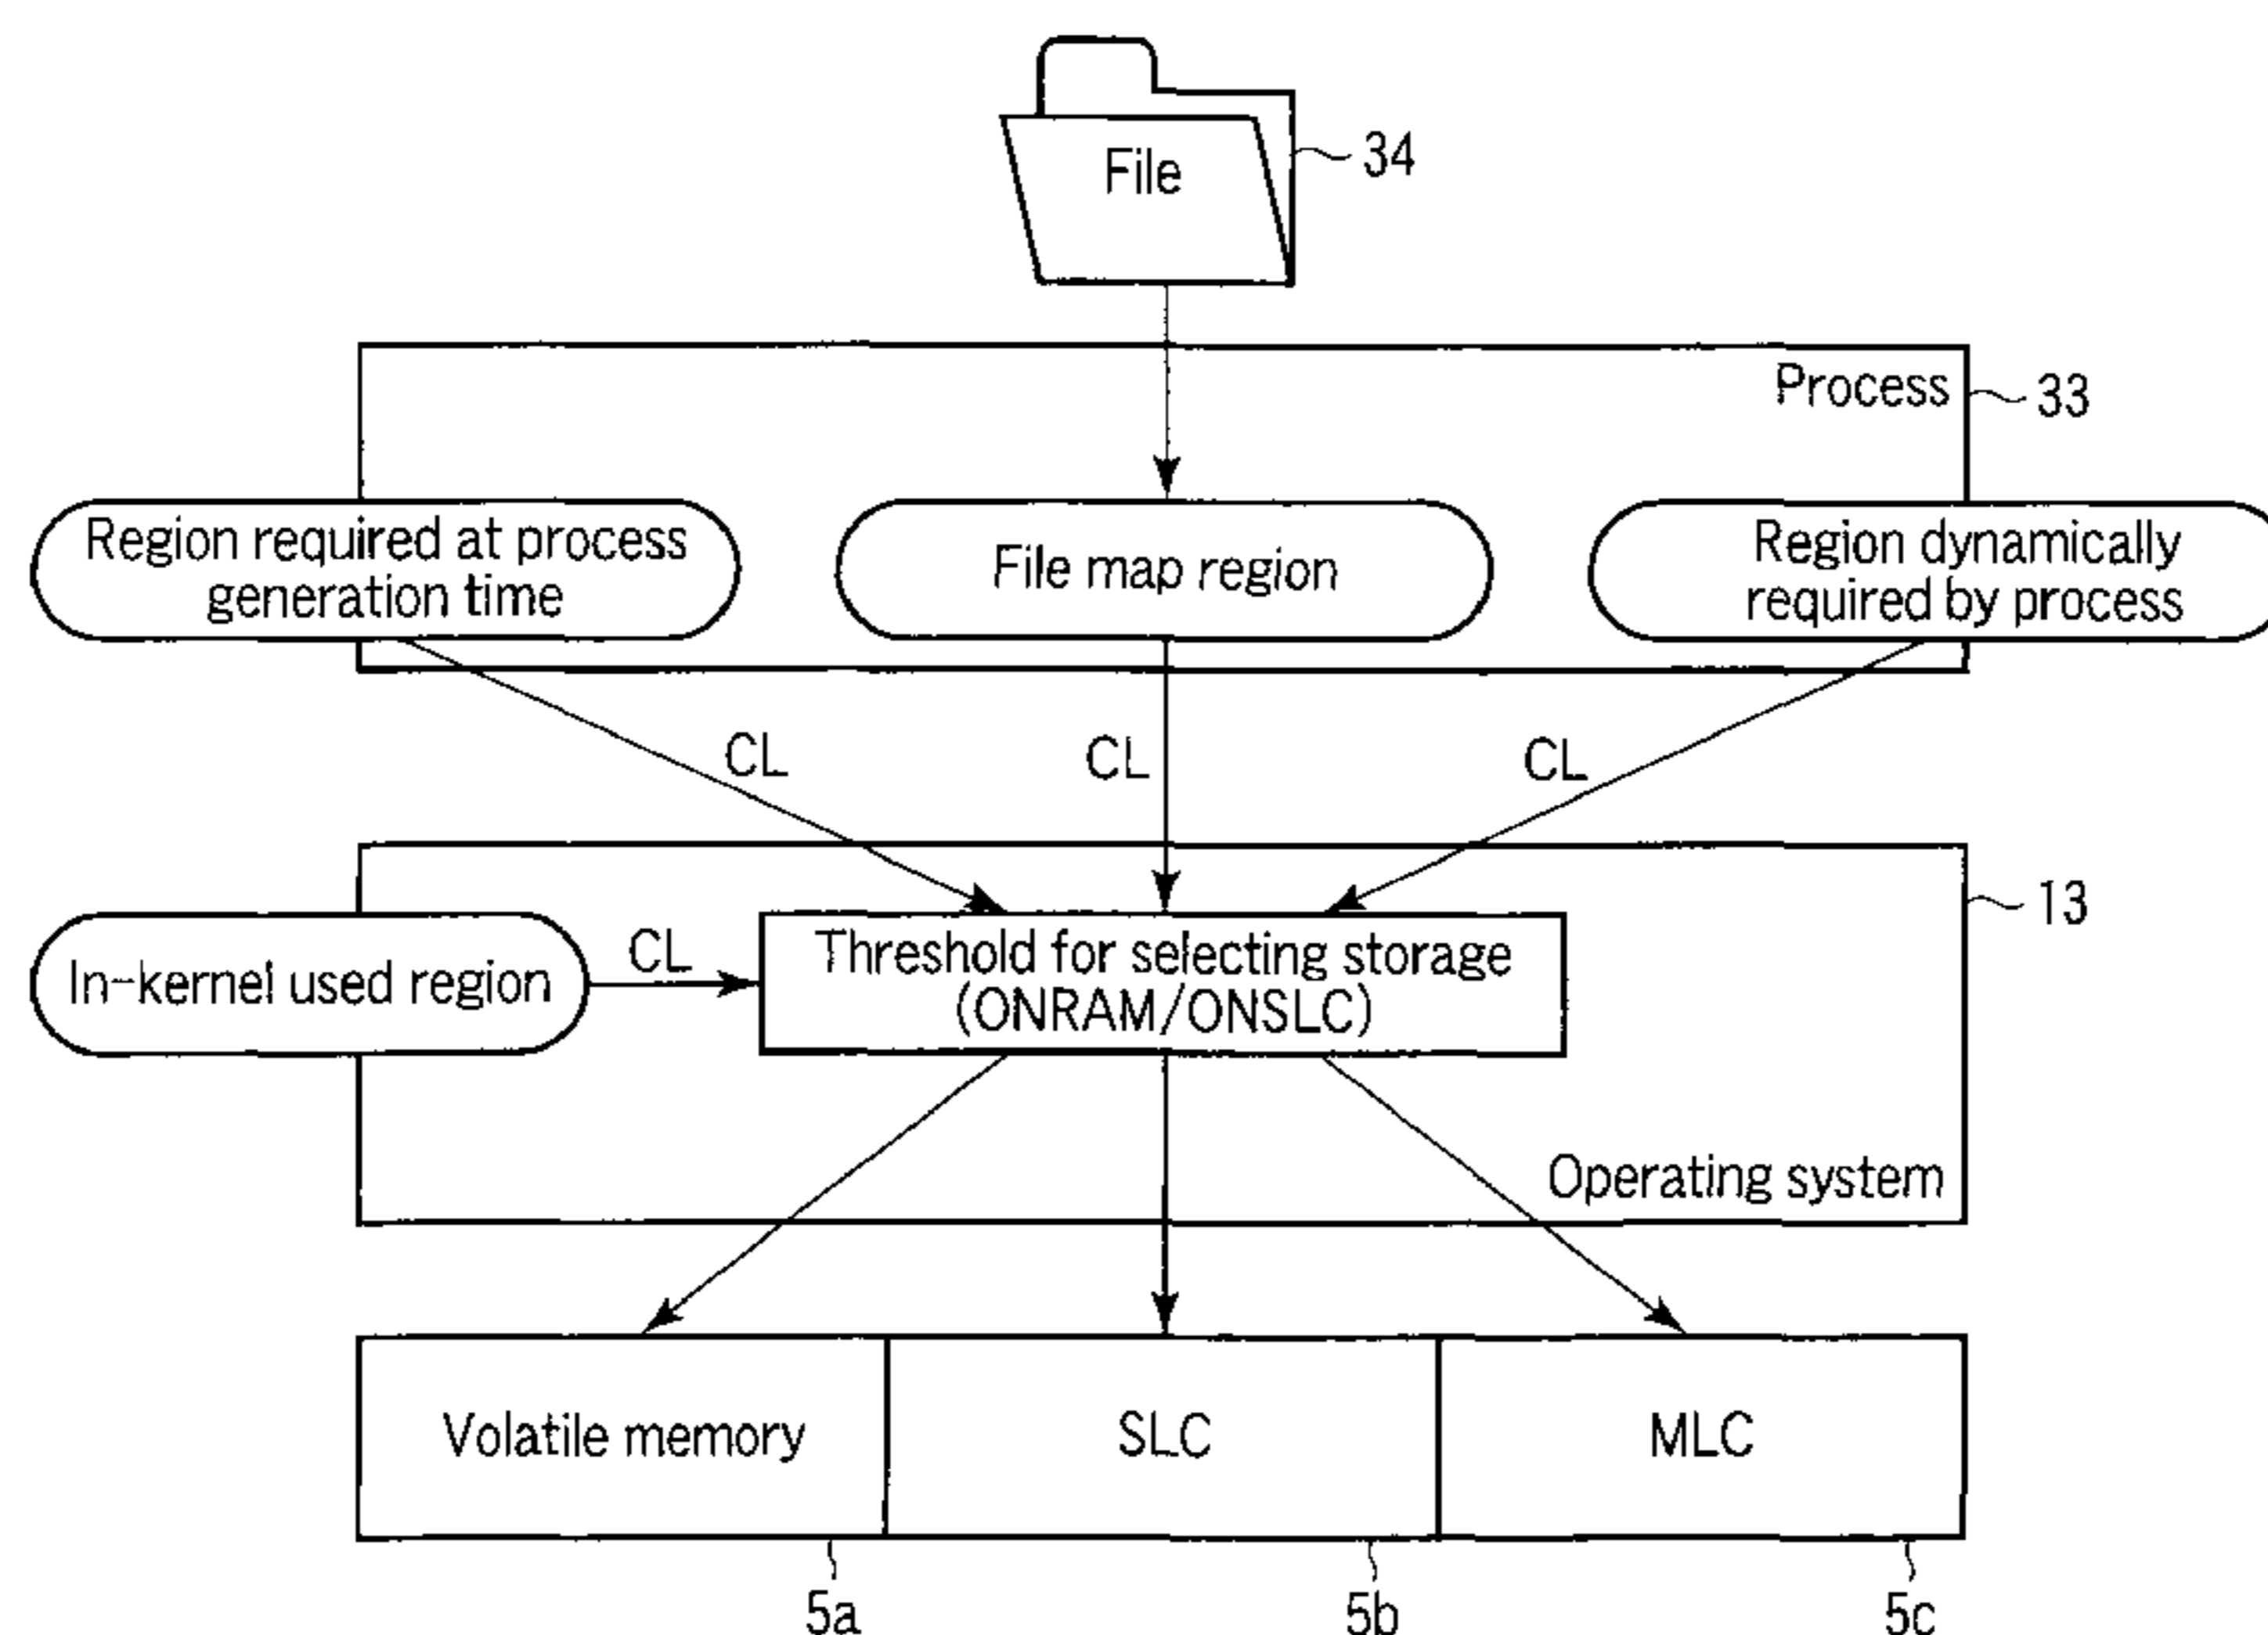 File
34
Process
33
Region required at process
generation time
File map region
Region dynamically
required by process
CL
CL
CL
13
In-kernel used region
CL
Threshold for selecting storage
(ONRAM/ONSLC)
Operating system
Volatile memory
SLC
MLC
5a
5b
5c